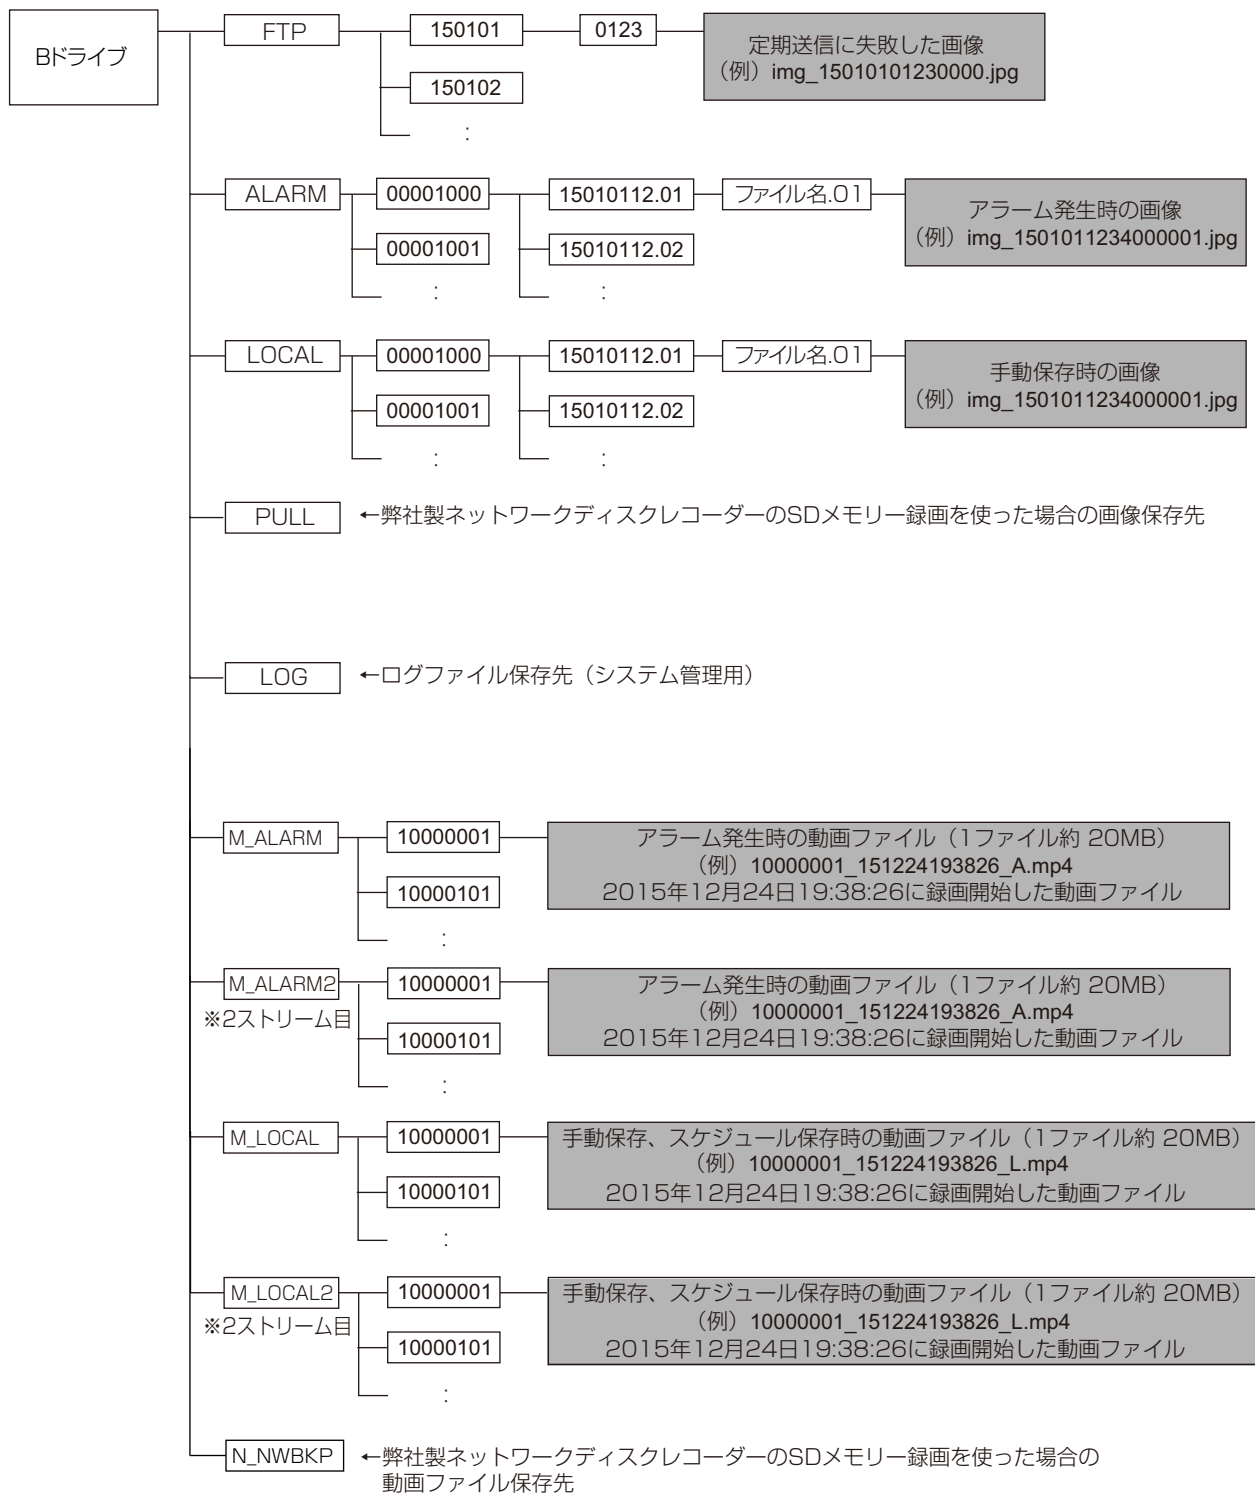 Bドライブ
FTP
150101
0123
定期送信に失敗した画像
（例）img_15010101230000.jpg
150102
：
ALARM
00001000
15010112.01
ファイル名.01
アラーム発生時の画像
（例）img_1501011234000001.jpg
00001001
15010112.02
：
：
LOCAL
00001000
15010112.01
ファイル名.01
手動保存時の画像
（例）img_1501011234000001.jpg
00001001
15010112.02
：
：
PULL
←弊社製ネットワークディスクレコーダーのSDメモリー録画を使った場合の画像保存先
LOG
←ログファイル保存先（システム管理用）
M_ALARM
10000001
アラーム発生時の動画ファイル（1ファイル約 20MB）
（例）10000001_151224193826_A.mp4
2015年12月24日19:38:26に録画開始した動画ファイル
10000101
：
M_ALARM2
※2ストリーム目
10000001
アラーム発生時の動画ファイル（1ファイル約 20MB）
（例）10000001_151224193826_A.mp4
2015年12月24日19:38:26に録画開始した動画ファイル
10000101
：
M_LOCAL
10000001
手動保存、スケジュール保存時の動画ファイル（1ファイル約 20MB）
（例）10000001_151224193826_L.mp4
2015年12月24日19:38:26に録画開始した動画ファイル
10000101
：
M_LOCAL2
※2ストリーム目
10000001
手動保存、スケジュール保存時の動画ファイル（1ファイル約 20MB）
（例）10000001_151224193826_L.mp4
2015年12月24日19:38:26に録画開始した動画ファイル
10000101
：
N_NWBKP
←弊社製ネットワークディスクレコーダーのSDメモリー録画を使った場合の
動画ファイル保存先